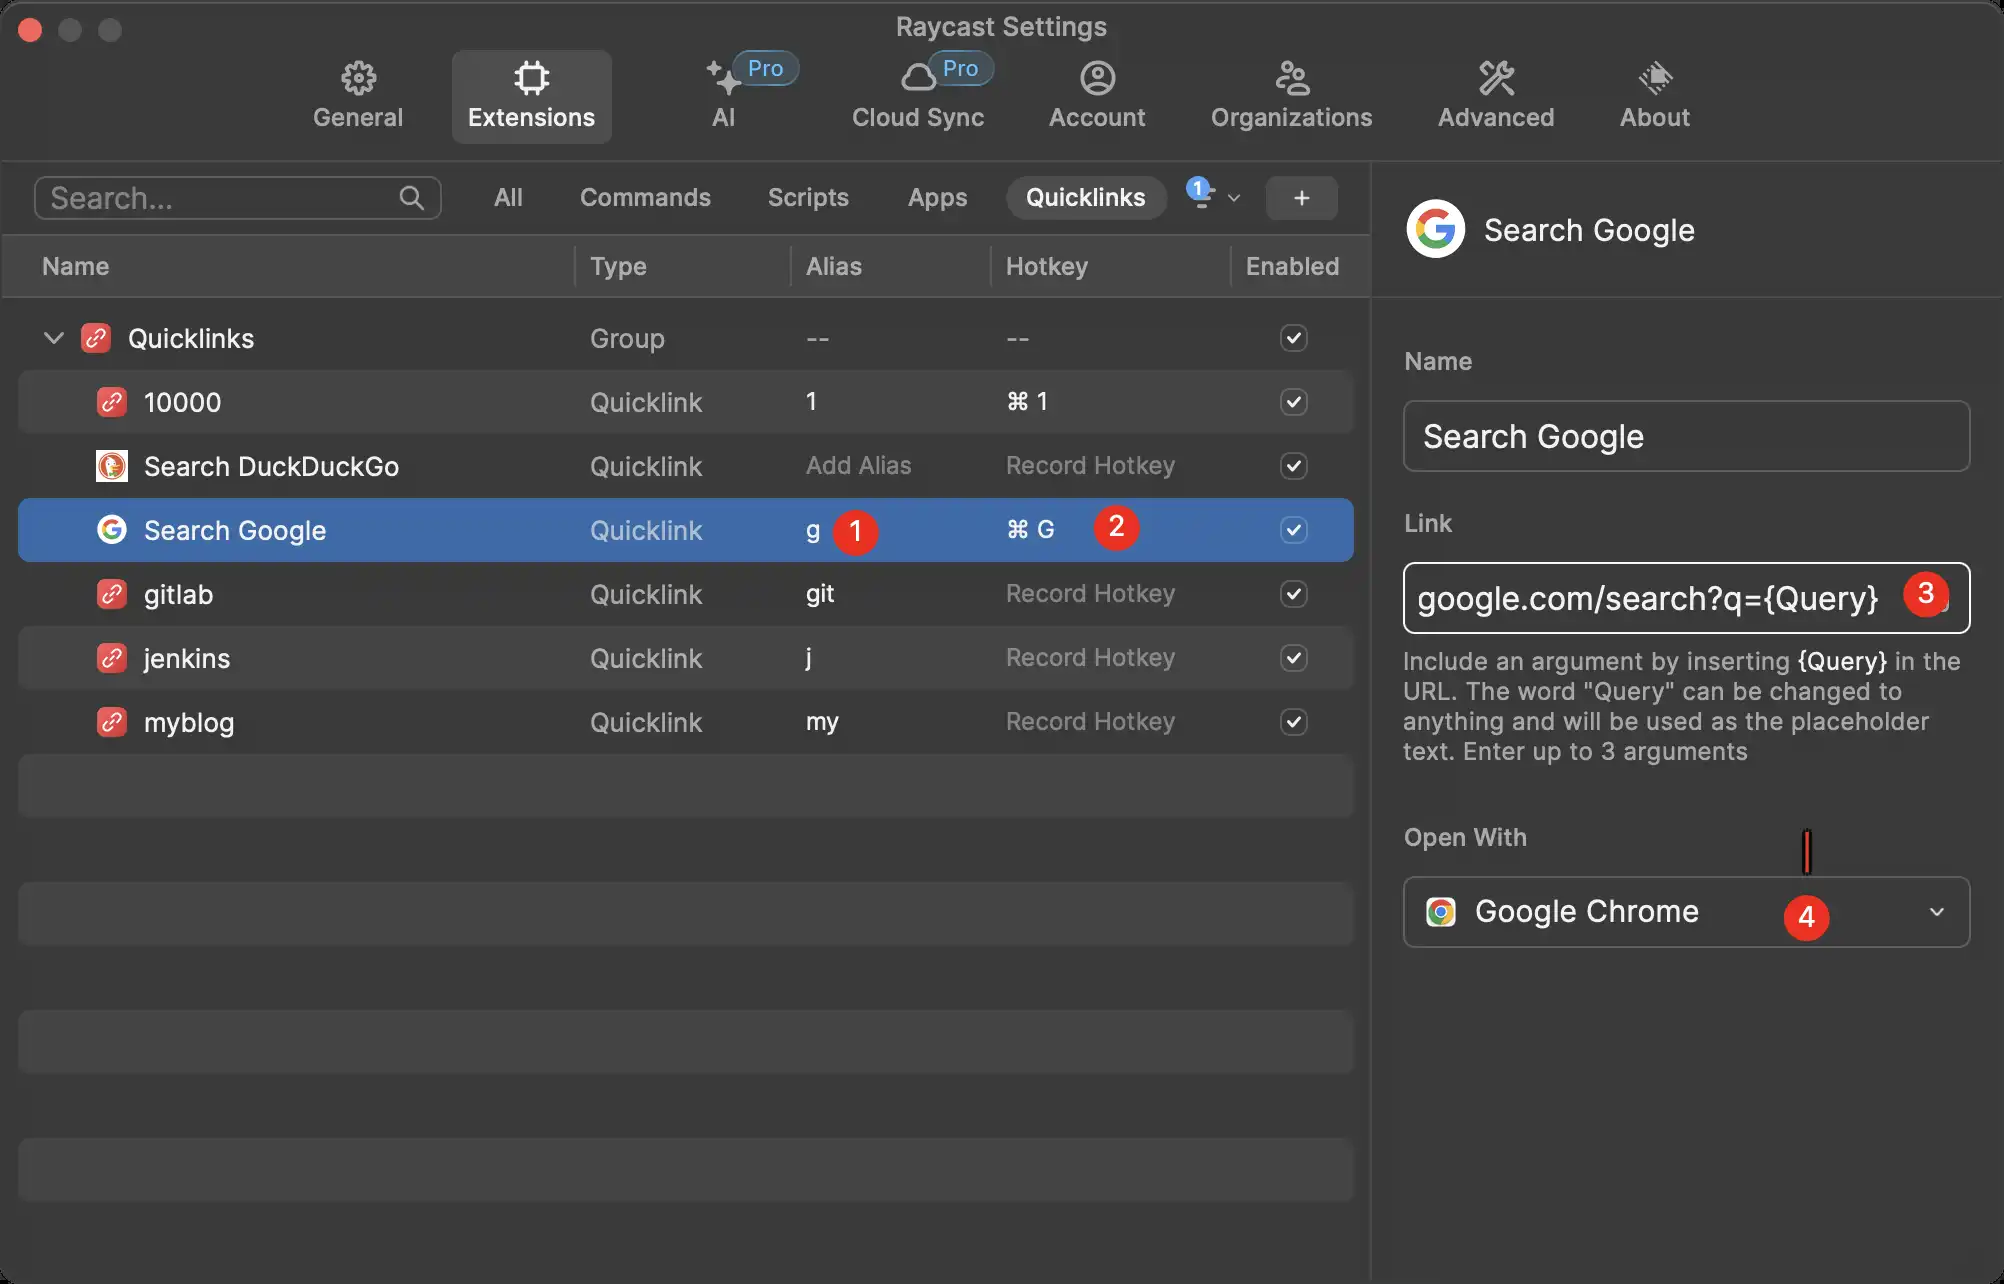 Raycast Settings
General
Extensions
Pro
AI
Pro
Cloud Sync
Account
Organizations
Advanced
About
Search...
All
Commands
Scripts
Apps
Quicklinks
1
+
Name Type Alias Hotkey Enabled
Quicklinks Group -- --
10000 Quicklink 1 ⌘ 1
Search DuckDuckGo Quicklink Add Alias Record Hotkey
Search Google Quicklink g 1 ⌘ G 2
gitlab Quicklink git Record Hotkey
jenkins Quicklink j Record Hotkey
myblog Quicklink my Record Hotkey
Search Google
Name
Search Google
Link
google.com/search?q={Query} 3
Include an argument by inserting {Query} in the
URL. The word "Query" can be changed to
anything and will be used as the placeholder
text. Enter up to 3 arguments
Open With
Google Chrome 4